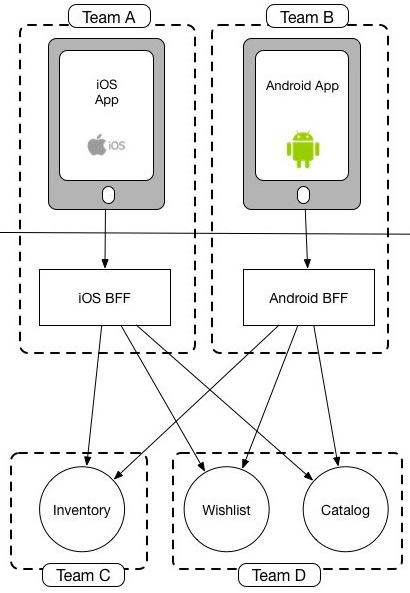 Team A
Team B
iOS
App
iOS
Android App
iOS BFF
Android BFF
Inventory
Wishlist
Catalog
Team C
Team D